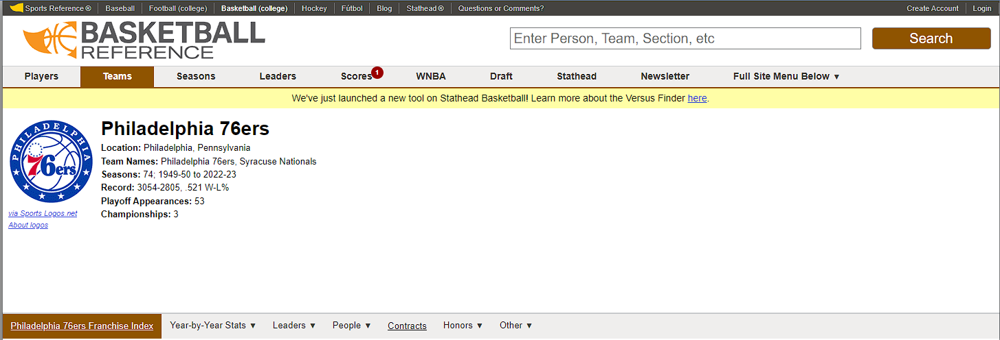 Sports Reference ® Baseball Football (college) Basketball (college) Hockey Fútbol Blog Stathead ® Questions or Comments? Create Account Login
BASKETBALL
REFERENCE
Enter Person, Team, Section, etc Search
Players Teams Seasons Leaders Scores 1 WNBA Draft Stathead Newsletter Full Site Menu Below ▼
We've just launched a new tool on Stathead Basketball! Learn more about the Versus Finder here.
PHILADELPHIA
76ers
Philadelphia 76ers
Location: Philadelphia, Pennsylvania
Team Names: Philadelphia 76ers, Syracuse Nationals
Seasons: 74; 1949-50 to 2022-23
Record: 3054-2805, .521 W-L%
Playoff Appearances: 53
Championships: 3
via Sports Logos.net
About logos
Philadelphia 76ers Franchise Index Year-by-Year Stats ▼ Leaders ▼ People ▼ Contracts Honors ▼ Other ▼